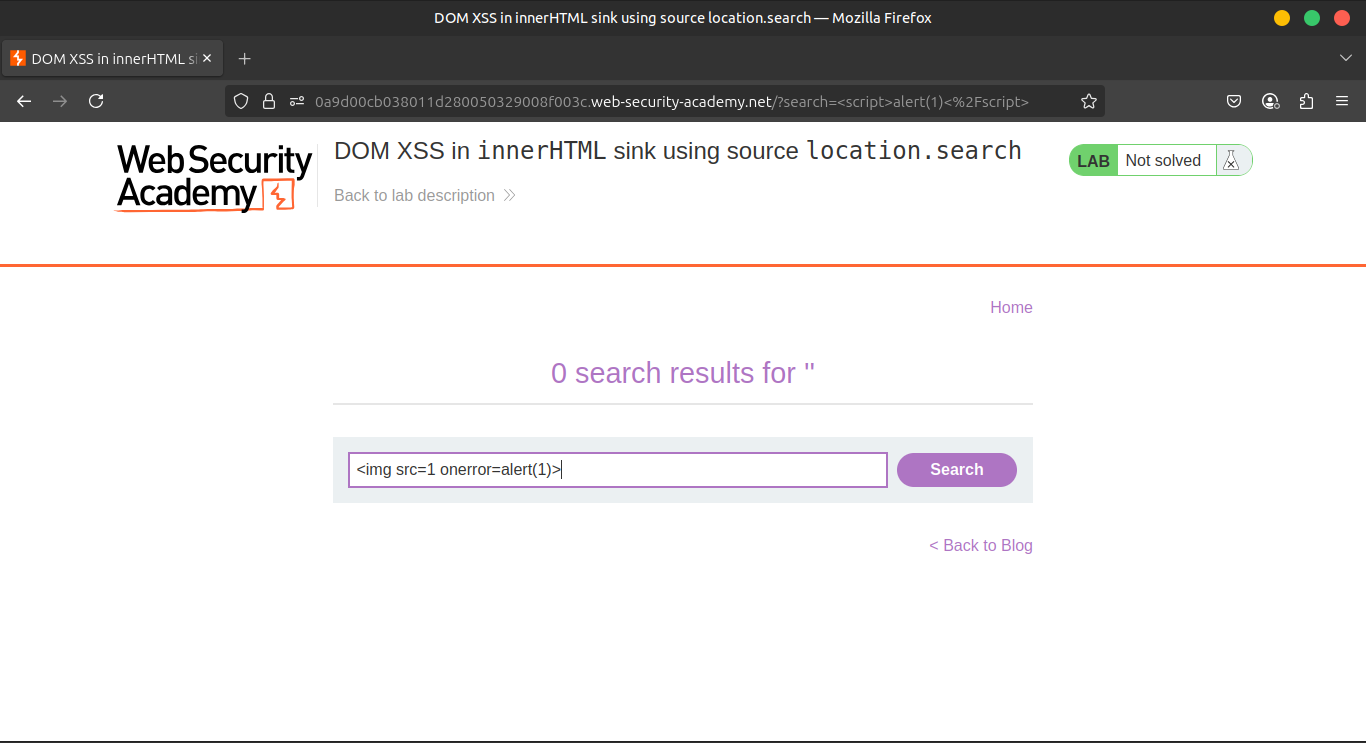 DOM XSS in innerHTML sink using source location.search — Mozilla Firefox
DOM XSS in innerHTML si
0a9d00cb038011d280050329008f003c.web-security-academy.net/?search=<script>alert(1)<%2Fscript>
Web Security
Academy
DOM XSS in innerHTML sink using source location.search
Back to lab description
LAB Not solved
Home
0 search results for ''
<img src=1 onerror=alert(1)>
Search
< Back to Blog